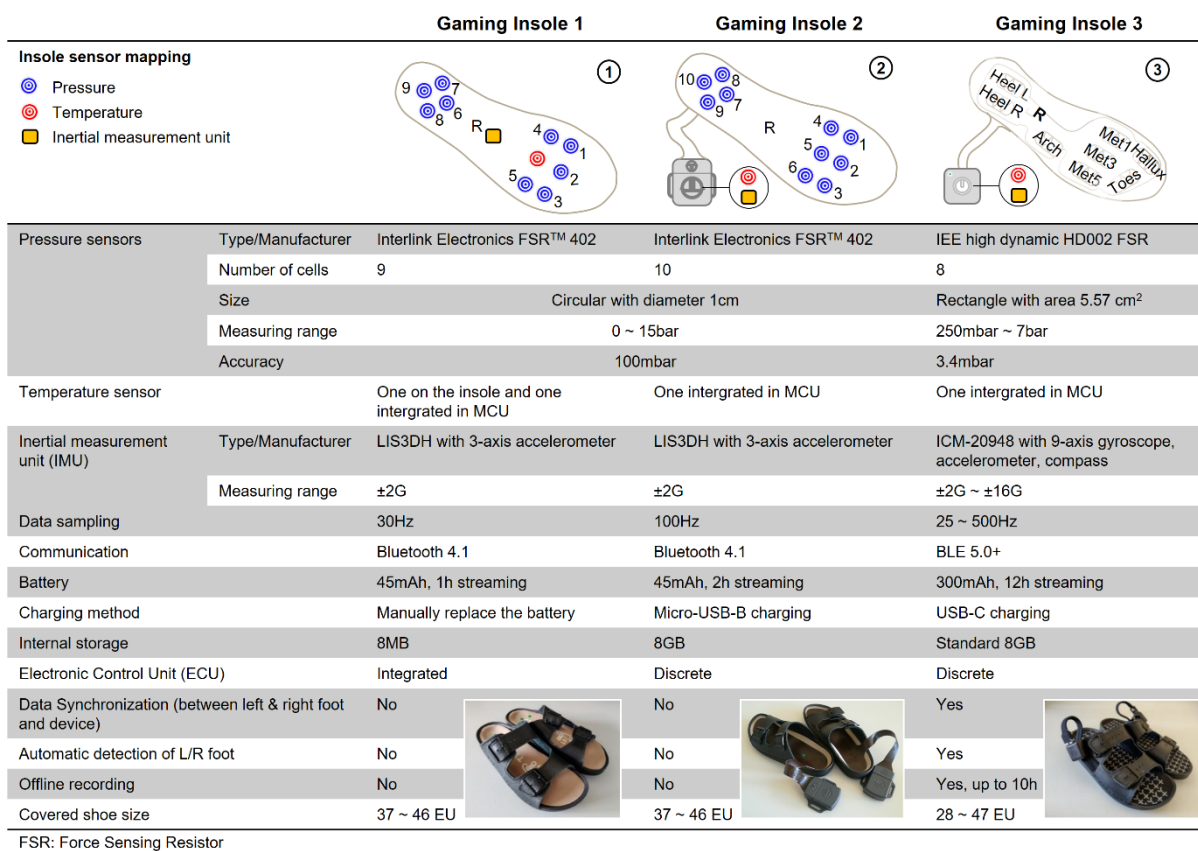 Gaming Insole 1 Gaming Insole 2 Gaming Insole 3
Insole sensor mapping
Pressure
Temperature
Inertial measurement unit
1
9 7
8 6
R
4
1
5
2
3
2
10 8
9 7
R
4
1
5
2
6
3
3
Heel L
Heel R
R
Arch
Met1
Hallux
Met3
Met5
Toes
Pressure sensors Type/Manufacturer Interlink Electronics FSR™ 402 Interlink Electronics FSR™ 402 IEE high dynamic HD002 FSR
Number of cells 9 10 8
Size Circular with diameter 1cm Rectangle with area 5.57 cm²
Measuring range 0 ~ 15bar 250mbar ~ 7bar
Accuracy 100mbar 3.4mbar
Temperature sensor One on the insole and one One intergrated in MCU One intergrated in MCU
intergrated in MCU
Inertial measurement Type/Manufacturer LIS3DH with 3-axis accelerometer LIS3DH with 3-axis accelerometer ICM-20948 with 9-axis gyroscope,
unit (IMU) accelerometer, compass
Measuring range ±2G ±2G ±2G ~ ±16G
Data sampling 30Hz 100Hz 25 ~ 500Hz
Communication Bluetooth 4.1 Bluetooth 4.1 BLE 5.0+
Battery 45mAh, 1h streaming 45mAh, 2h streaming 300mAh, 12h streaming
Charging method Manually replace the battery Micro-USB-B charging USB-C charging
Internal storage 8MB 8GB Standard 8GB
Electronic Control Unit (ECU) Integrated Discrete Discrete
Data Synchronization (between left & right foot No No Yes
and device)
Automatic detection of L/R foot No No Yes
Offline recording No No Yes, up to 10h
Covered shoe size 37 ~ 46 EU 37 ~ 46 EU 28 ~ 47 EU
FSR: Force Sensing Resistor